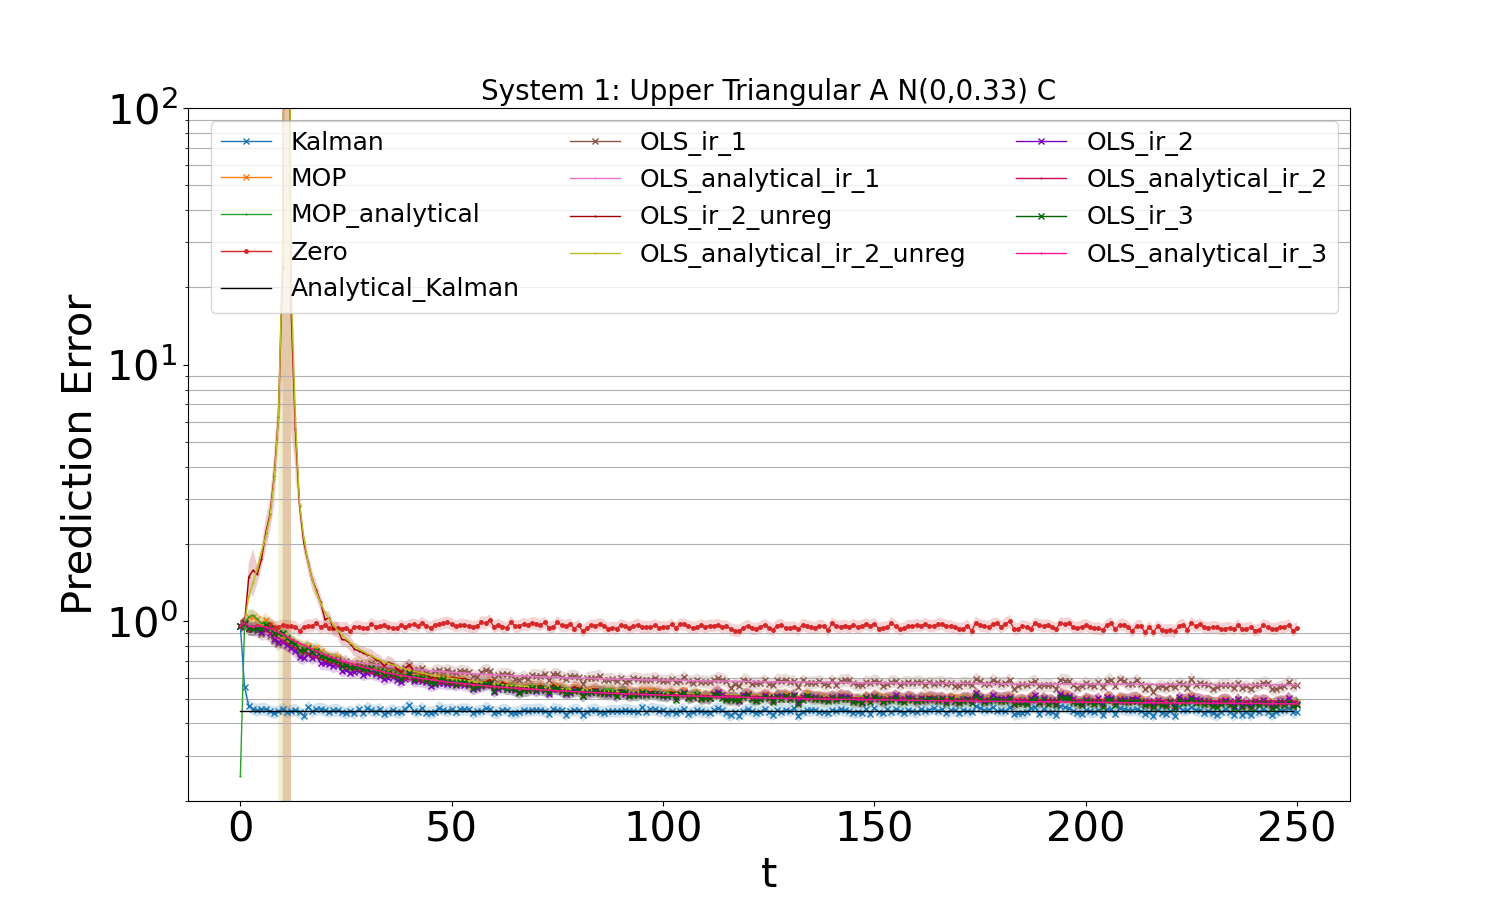 System 1: Upper Triangular A N(0,0.33) C
10²
10¹
10⁰
Prediction Error
Kalman
MOP
MOP_analytical
Zero
Analytical_Kalman
OLS_ir_1
OLS_analytical_ir_1
OLS_ir_2_unreg
OLS_analytical_ir_2_unreg
OLS_ir_2
OLS_analytical_ir_2
OLS_ir_3
OLS_analytical_ir_3
0 50 100 150 200 250
t